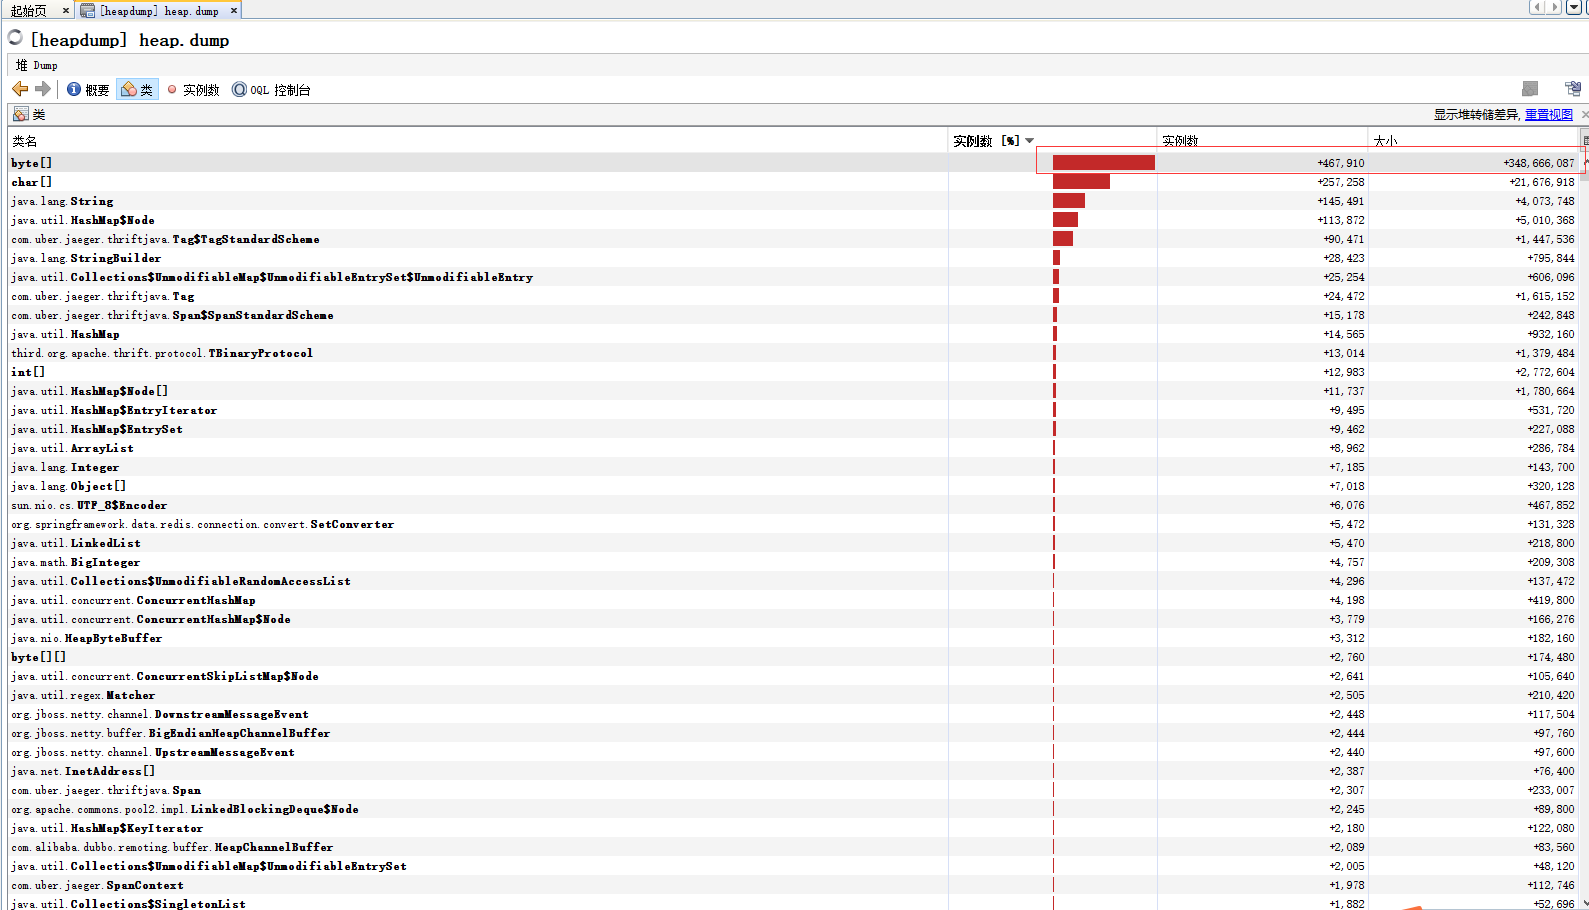 起始页 × [heapdump] heap.dump ×
[heapdump] heap.dump
堆 Dump
概要 类 实例数 OQL 控制台
类 显示堆转储差异, 重置视图 ×
类名 实例数 [%] 实例数 大小
byte[] +467,910 +348,666,087
char[] +257,258 +21,676,918
java.lang.String +145,491 +4,073,748
java.util.HashMap$Node +113,872 +5,010,368
com.uber.jaeger.thriftjava.Tag$TagStandardScheme +90,471 +1,447,536
java.lang.StringBuilder +28,423 +795,844
java.util.Collections$UnmodifiableMap$UnmodifiableEntrySet$UnmodifiableEntry +25,254 +606,096
com.uber.jaeger.thriftjava.Tag +24,472 +1,615,152
com.uber.jaeger.thriftjava.Span$SpanStandardScheme +15,178 +242,848
java.util.HashMap +14,565 +932,160
third.org.apache.thrift.protocol.TBinaryProtocol +13,014 +1,379,484
int[] +12,983 +2,772,604
java.util.HashMap$Node[] +11,737 +1,780,664
java.util.HashMap$EntryIterator +9,495 +531,720
java.util.HashMap$EntrySet +9,462 +227,088
java.util.ArrayList +8,962 +286,784
java.lang.Integer +7,185 +143,700
java.lang.Object[] +7,018 +320,128
sun.nio.cs.UTF_8$Encoder +6,076 +467,852
org.springframework.data.redis.connection.convert.SetConverter +5,472 +131,328
java.util.LinkedList +5,470 +218,800
java.math.BigInteger +4,757 +209,308
java.util.Collections$UnmodifiableRandomAccessList +4,296 +137,472
java.util.concurrent.ConcurrentHashMap +4,198 +419,800
java.util.concurrent.ConcurrentHashMap$Node +3,779 +166,276
java.nio.HeapByteBuffer +3,312 +182,160
byte[][] +2,760 +174,480
java.util.concurrent.ConcurrentSkipListMap$Node +2,641 +105,640
java.util.regex.Matcher +2,505 +210,420
org.jboss.netty.channel.DownstreamMessageEvent +2,448 +117,504
org.jboss.netty.buffer.BigEndianHeapChannelBuffer +2,444 +97,760
org.jboss.netty.channel.UpstreamMessageEvent +2,440 +97,600
java.net.InetAddress[] +2,387 +76,400
com.uber.jaeger.thriftjava.Span +2,307 +233,007
org.apache.commons.pool2.impl.LinkedBlockingDeque$Node +2,245 +89,800
java.util.HashMap$KeyIterator +2,180 +122,080
com.alibaba.dubbo.remoting.buffer.HeapChannelBuffer +2,089 +83,560
java.util.Collections$UnmodifiableMap$UnmodifiableEntrySet +2,005 +48,120
com.uber.jaeger.SpanContext +1,978 +112,746
java.util.Collections$SingletonList +1,882 +52,696